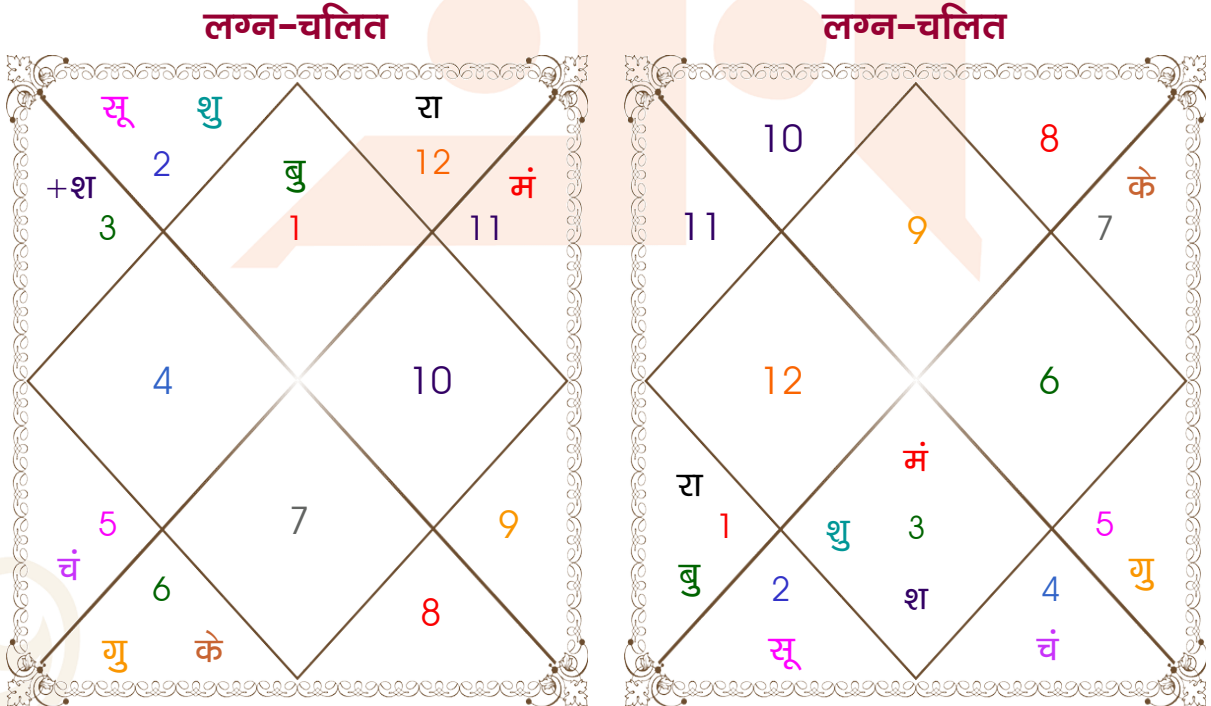 लग्न-चलित
सू शु
रा
2
बु
12
+श
मं
3
1
11
4
10
5
7
9
चं
6
8
गु के
लग्न-चलित
10
8
के
11
9
7
12
6
मं
रा
1
शु 3
5
बु
2
श
4
गु
सू
चं